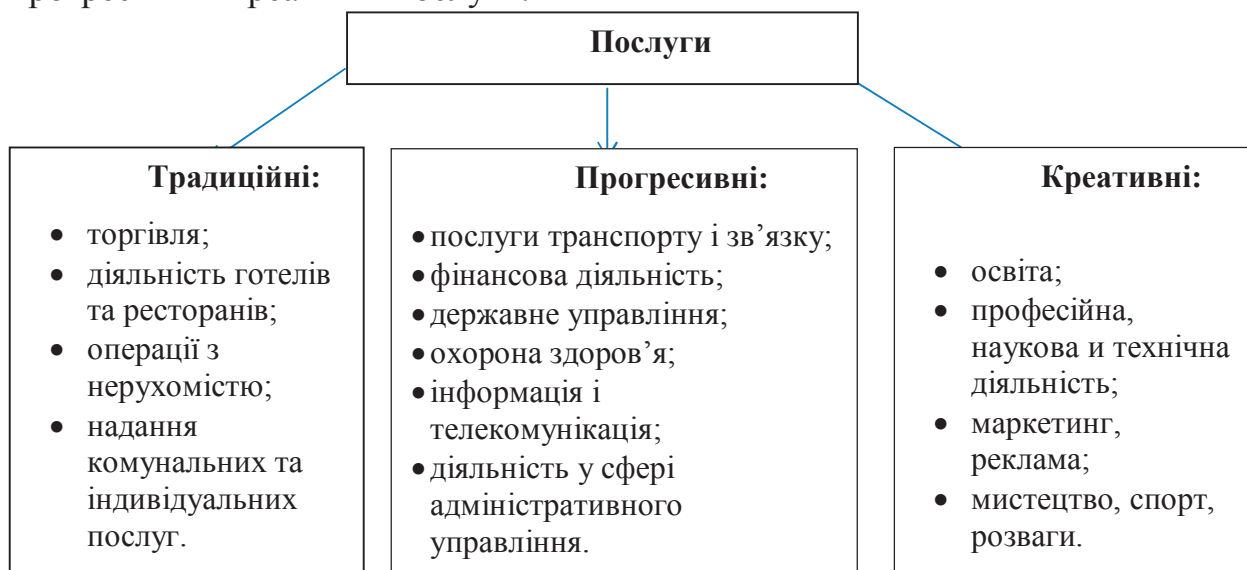 Послуги
Традиційні:
• торгівля;
• діяльність готелів
та ресторанів;
• операції з
нерухомістю;
• надання
комунальних та
індивідуальних
послуг.
Прогресивні:
• послуги транспорту і зв’язку;
• фінансова діяльність;
• державне управління;
• охорона здоров’я;
• інформація і
телекомунікація;
• діяльність у сфері
адміністративного
управління.
Креативні:
• освіта;
• професійна,
наукова и технічна
діяльність;
• маркетинг,
реклама;
• мистецтво, спорт,
розваги.